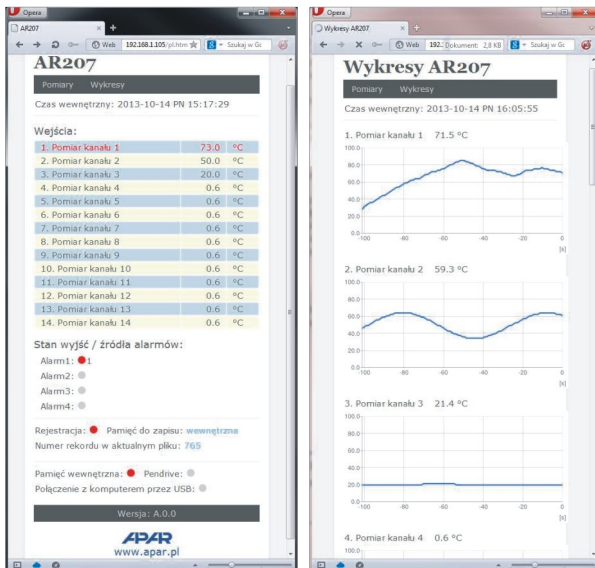 Opera
AR207
Web 192.168.1.105/pl.htm Szukaj w Gc
AR207
Pomiary Wykresy
Czas wewnętrzny: 2013-10-14 PN 15:17:29
Wejścia:
1. Pomiar kanału 1 73.0 °C
2. Pomiar kanału 2 50.0 °C
3. Pomiar kanału 3 20.0 °C
4. Pomiar kanału 4 0.6 °C
5. Pomiar kanału 5 0.6 °C
6. Pomiar kanału 6 0.6 °C
7. Pomiar kanału 7 0.6 °C
8. Pomiar kanału 8 0.6 °C
9. Pomiar kanału 9 0.6 °C
10. Pomiar kanału 10 0.6 °C
11. Pomiar kanału 11 0.6 °C
12. Pomiar kanału 12 0.6 °C
13. Pomiar kanału 13 0.6 °C
14. Pomiar kanału 14 0.6 °C
Stan wyjść / źródła alarmów:
Alarm1: 1
Alarm2:
Alarm3:
Alarm4:
Rejestracja: Pamięć do zapisu: wewnętrzna
Numer rekordu w aktualnym pliku: 765
Pamięć wewnętrzna: Pendrive:
Połączenie z komputerem przez USB:
Wersja: A.0.0
APAR
www.apar.pl
Opera
Wykresy AR207
Web 192. Dokument: 2,8 KB Szukaj w Gc
Wykresy AR207
Pomiary Wykresy
Czas wewnętrzny: 2013-10-14 PN 16:05:55
1. Pomiar kanału 1 71.5 °C
100.0
80.0
60.0
40.0
20.0
0.0
-100 -80 -60 -40 -20 0
[s]
2. Pomiar kanału 2 59.3 °C
100.0
80.0
60.0
40.0
20.0
0.0
-100 -80 -60 -40 -20 0
[s]
3. Pomiar kanału 3 21.4 °C
100.0
80.0
60.0
40.0
20.0
0.0
-100 -80 -60 -40 -20 0
[s]
4. Pomiar kanału 4 0.6 °C
100.0